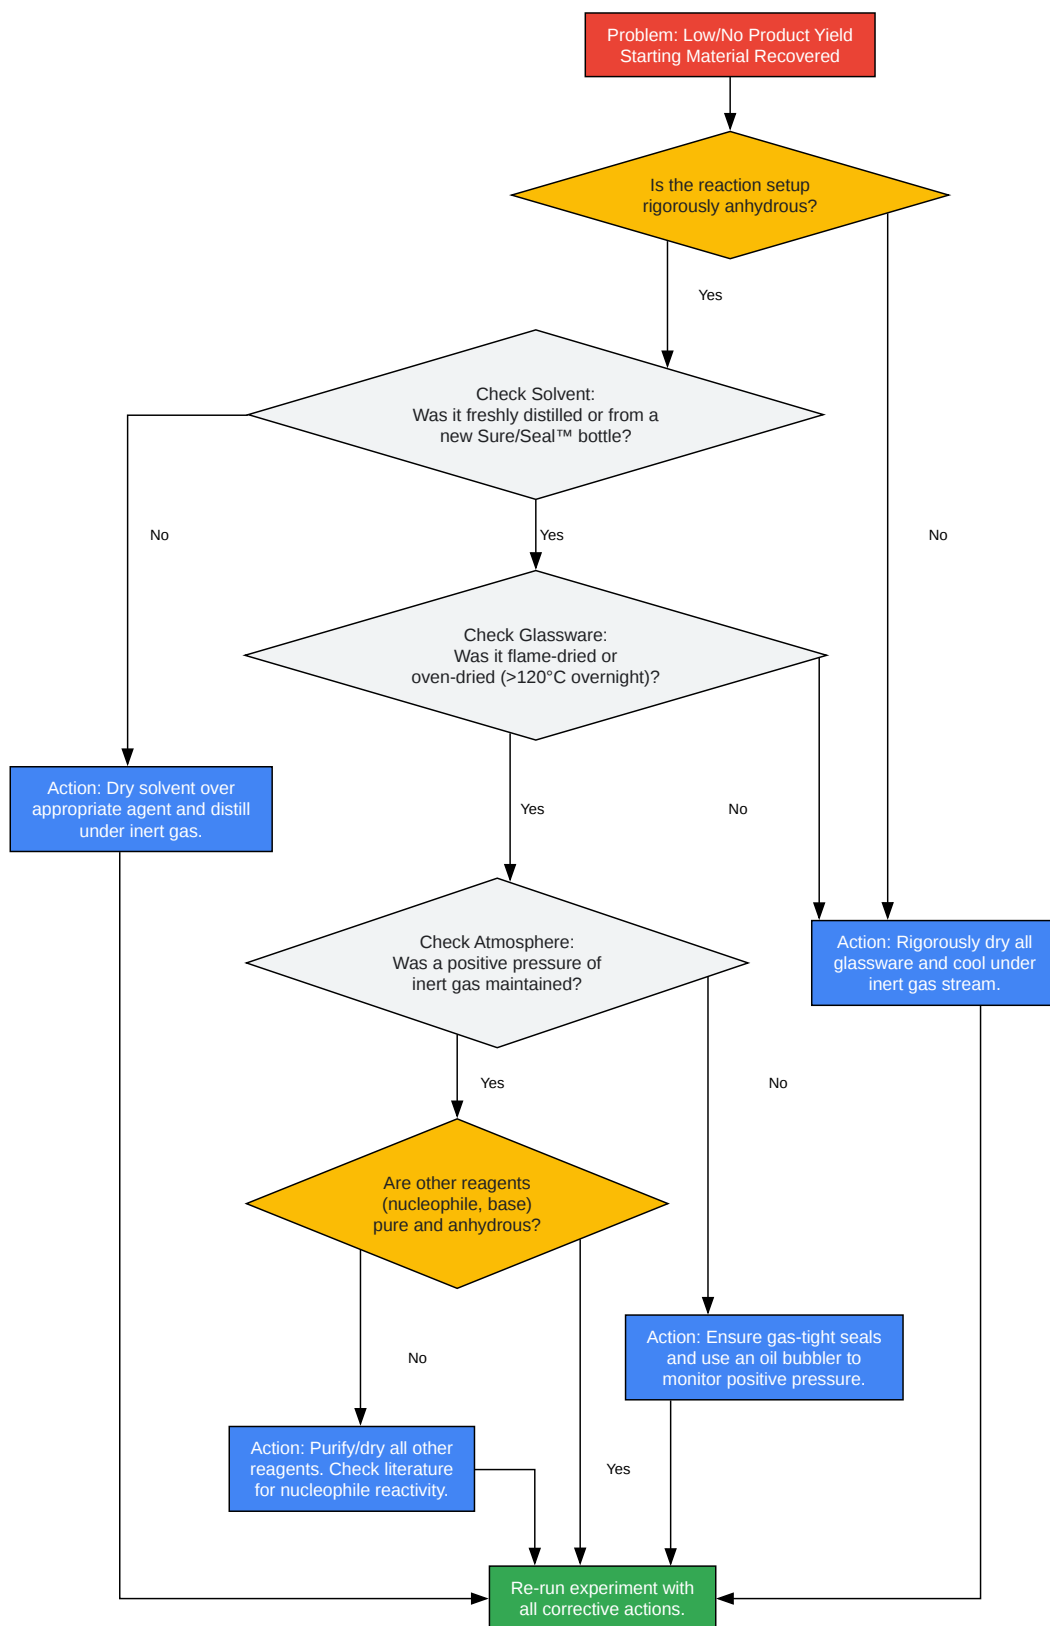 Problem: Low/No Product Yield
Starting Material Recovered
Is the reaction setup
rigorously anhydrous?
Yes
Check Solvent:
Was it freshly distilled or from a
new Sure/Seal™ bottle?
No
Yes
No
Check Glassware:
Was it flame-dried or
oven-dried (>120°C overnight)?
Action: Dry solvent over
appropriate agent and distill
under inert gas.
Yes
No
Check Atmosphere:
Was a positive pressure of
inert gas maintained?
Action: Rigorously dry all
glassware and cool under
inert gas stream.
Yes
No
Are other reagents
(nucleophile, base)
pure and anhydrous?
No
Action: Ensure gas-tight seals
and use an oil bubbler to
monitor positive pressure.
Action: Purify/dry all other
reagents. Check literature
for nucleophile reactivity.
Yes
Re-run experiment with
all corrective actions.